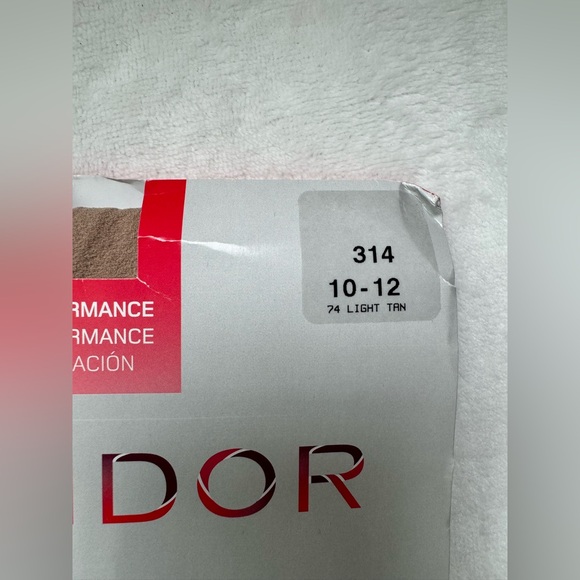 314
10-12
74 LIGHT TAN
RMANCE
RMANCE
ACIÓN
DOR